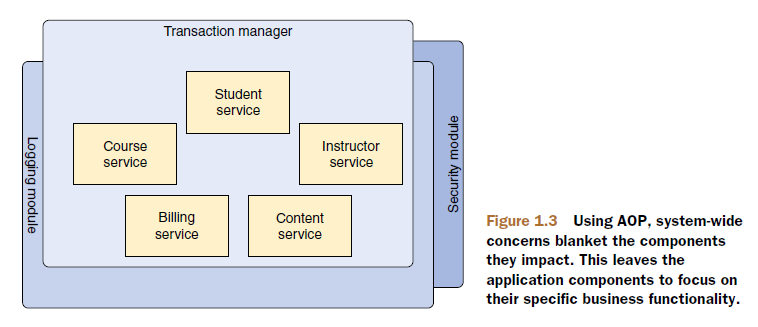 Transaction manager
Student
service
Course
service
Instructor
service
Billing
service
Content
service
Logging module
Security module
Figure 1.3 Using AOP, system-wide
concerns blanket the components
they impact. This leaves the
application components to focus on
their specific business functionality.